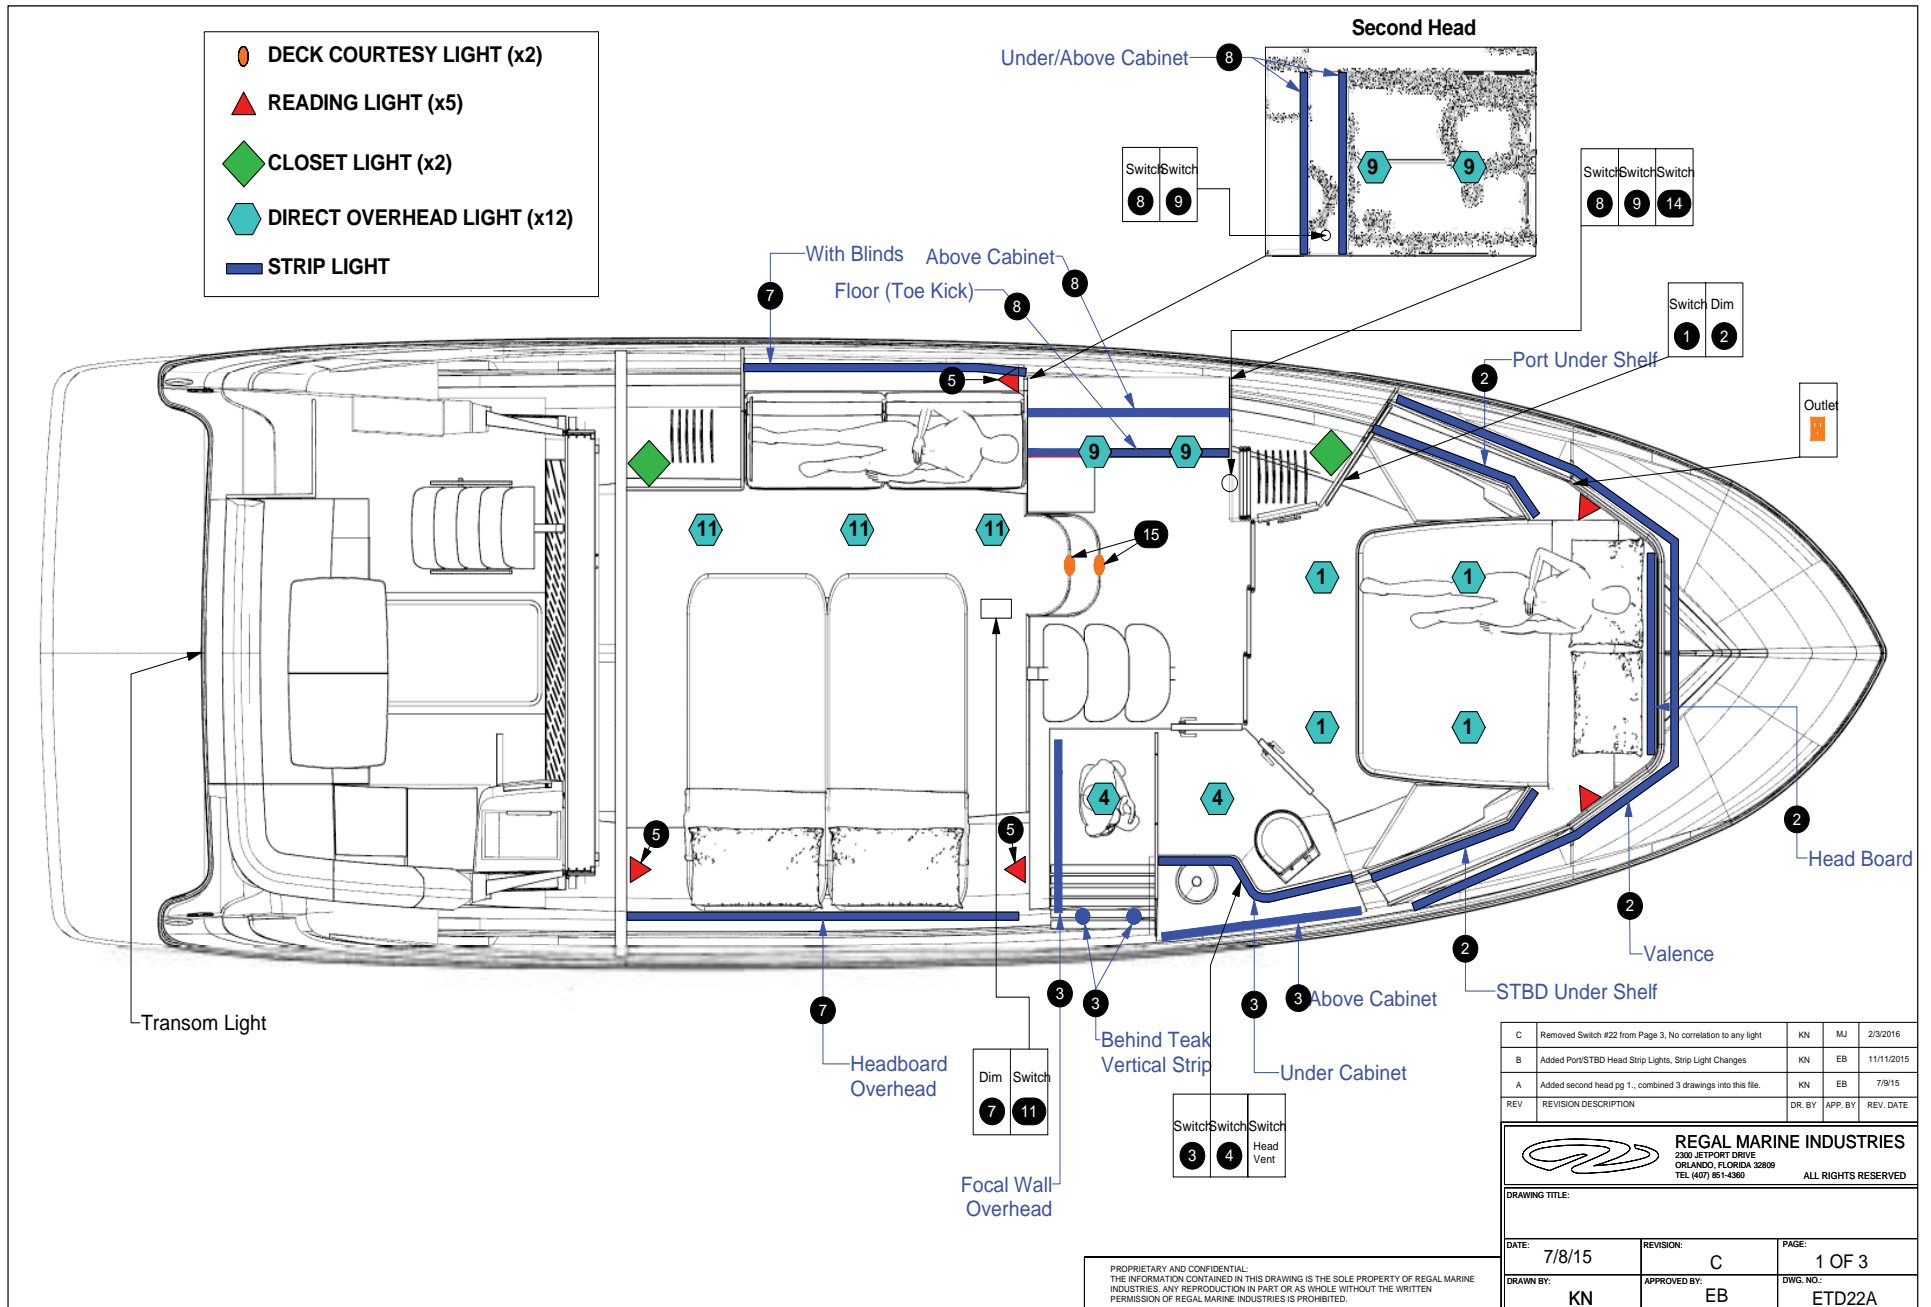 Second Head
DECK COURTESY LIGHT (x2)
READING LIGHT (x5)
CLOSET LIGHT (x2)
DIRECT OVERHEAD LIGHT (x12)
STRIP LIGHT
Under/Above Cabinet
8
9
9
Switch Switch
8 9
Switch Switch Switch
8 9 14
With Blinds
7
Above Cabinet
8
Floor (Toe Kick)
8
Switch Dim
1 2
Port Under Shelf
2
Outlet
5
9
9
11
11
11
15
1
1
1
1
4
4
5
5
2
Head Board
2
Valence
2
STBD Under Shelf
3
3
3
3
Above Cabinet
7
Transom Light
Behind Teak
Vertical Strip
Under Cabinet
Headboard
Overhead
Dim Switch
7 11
Switch Switch Switch
3 4 Head
Vent
Focal Wall
Overhead
C Removed Switch #22 from Page 3, No correlation to any light KN MJ 2/3/2016
B Added Port/STBD Head Strip Lights, Strip Light Changes KN EB 11/11/2015
A Added second head pg 1., combined 3 drawings into this file. KN EB 7/9/15
REV REVISION DESCRIPTION DR. BY APP. BY REV. DATE
REGAL MARINE INDUSTRIES
2300 JETPORT DRIVE
ORLANDO, FLORIDA 32809
TEL (407) 851-4360 ALL RIGHTS RESERVED
DRAWING TITLE:
DATE: 7/8/15 REVISION: C PAGE: 1 OF 3
DRAWN BY: KN APPROVED BY: EB DWG. NO.: ETD22A
PROPRIETARY AND CONFIDENTIAL:
THE INFORMATION CONTAINED IN THIS DRAWING IS THE SOLE PROPERTY OF REGAL MARINE
INDUSTRIES. ANY REPRODUCTION IN PART OR AS WHOLE WITHOUT THE WRITTEN
PERMISSION OF REGAL MARINE INDUSTRIES IS PROHIBITED.